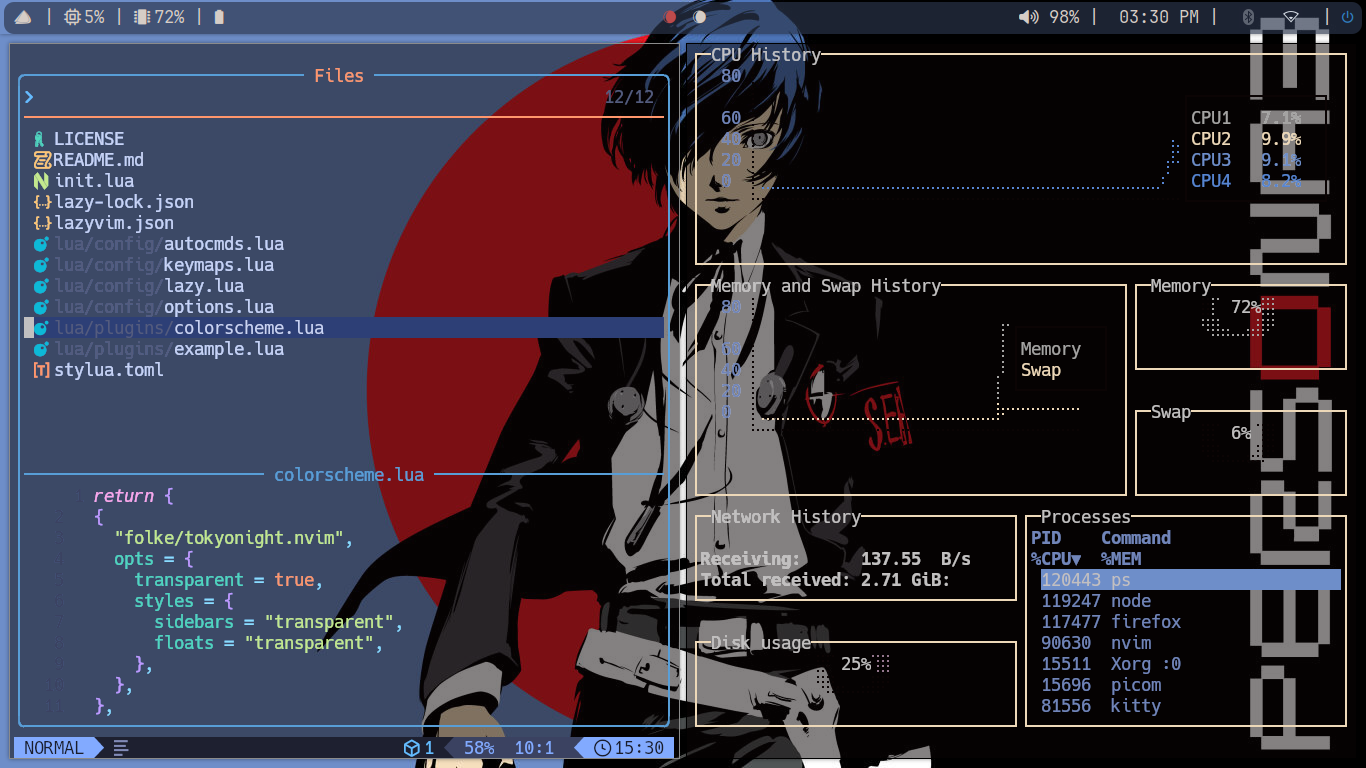 5% 72% 98% 03:30 PM
Files
12/12
LICENSE
README.md
init.lua
lazy-lock.json
lazyvim.json
lua/config/autocmds.lua
lua/config/keymaps.lua
lua/config/lazy.lua
lua/config/options.lua
lua/plugins/colorscheme.lua
lua/plugins/example.lua
[T] stylua.toml
colorscheme.lua
return {
{
"folke/tokyonight.nvim",
opts = {
transparent = true,
styles = {
sidebars = "transparent",
floats = "transparent",
},
},
},
NORMAL 1 58% 10:1 15:30
CPU History
80
60
40
20
0
CPU1 7.1%
CPU2 9.9%
CPU3 9.1%
CPU4 8.2%
Memory and Swap History
80
60
40
20
0
Memory
Swap
Memory
72%
Swap
6%
Network History
Receiving: 137.55 B/s
Total received: 2.71 GiB:
Disk usage
25%
Processes
PID Command
%CPU▼ %MEM
120443 ps
119247 node
117477 firefox
90630 nvim
15511 Xorg :0
15696 picom
81556 kitty